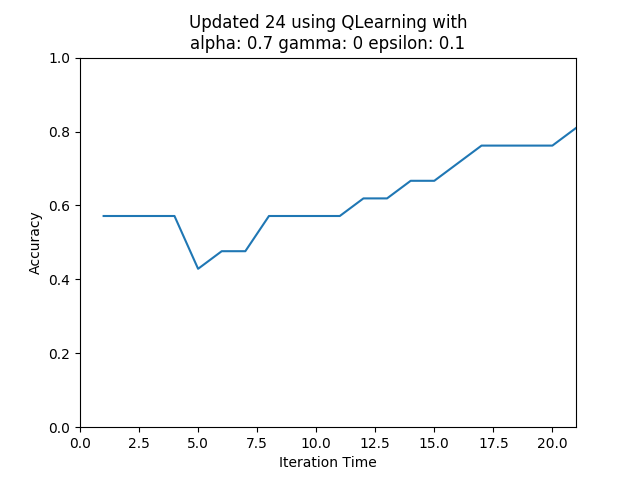 Updated 24 using QLearning with
alpha: 0.7 gamma: 0 epsilon: 0.1
1.0
0.8
0.6
0.4
0.2
0.0
Accuracy
0.0 2.5 5.0 7.5 10.0 12.5 15.0 17.5 20.0
Iteration Time